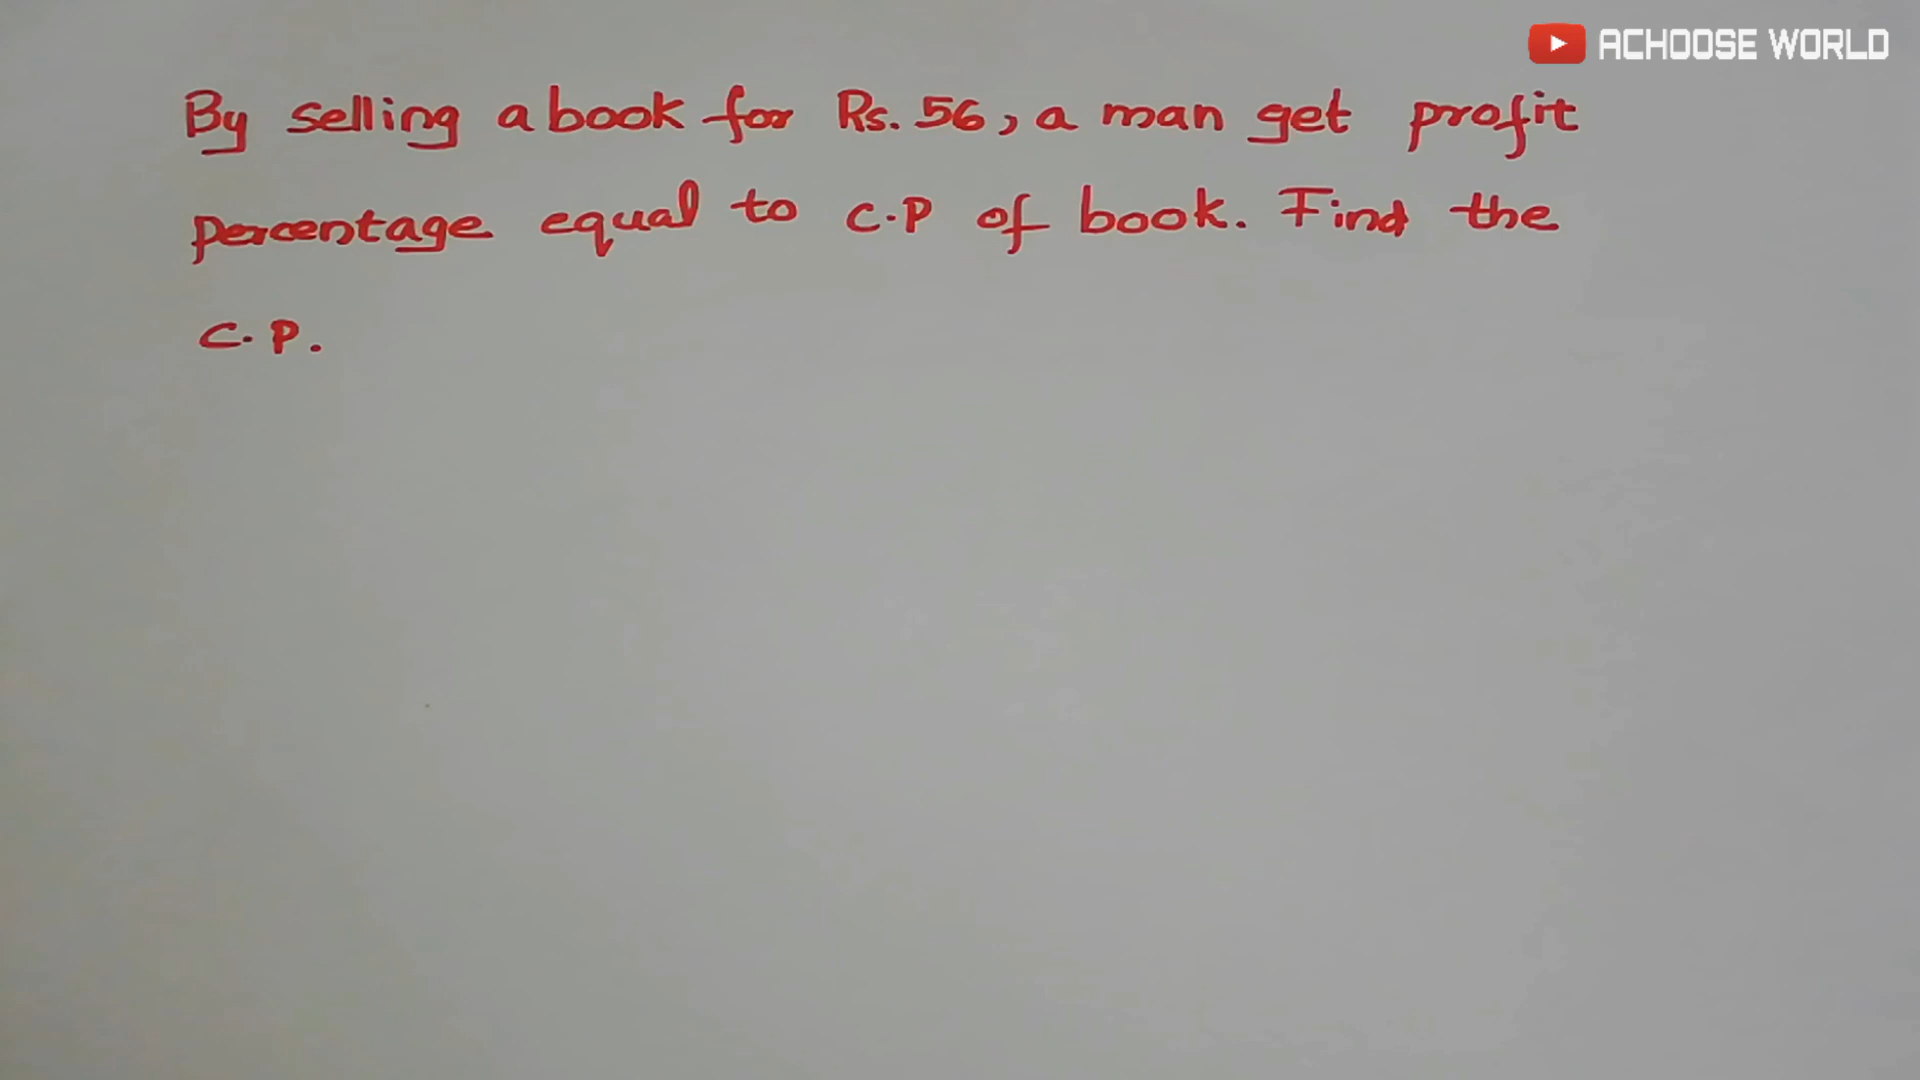 ACHOOSE WORLD
By selling a book for Rs. 56, a man get profit
percentage equal to C.P of book. Find the
C.P.